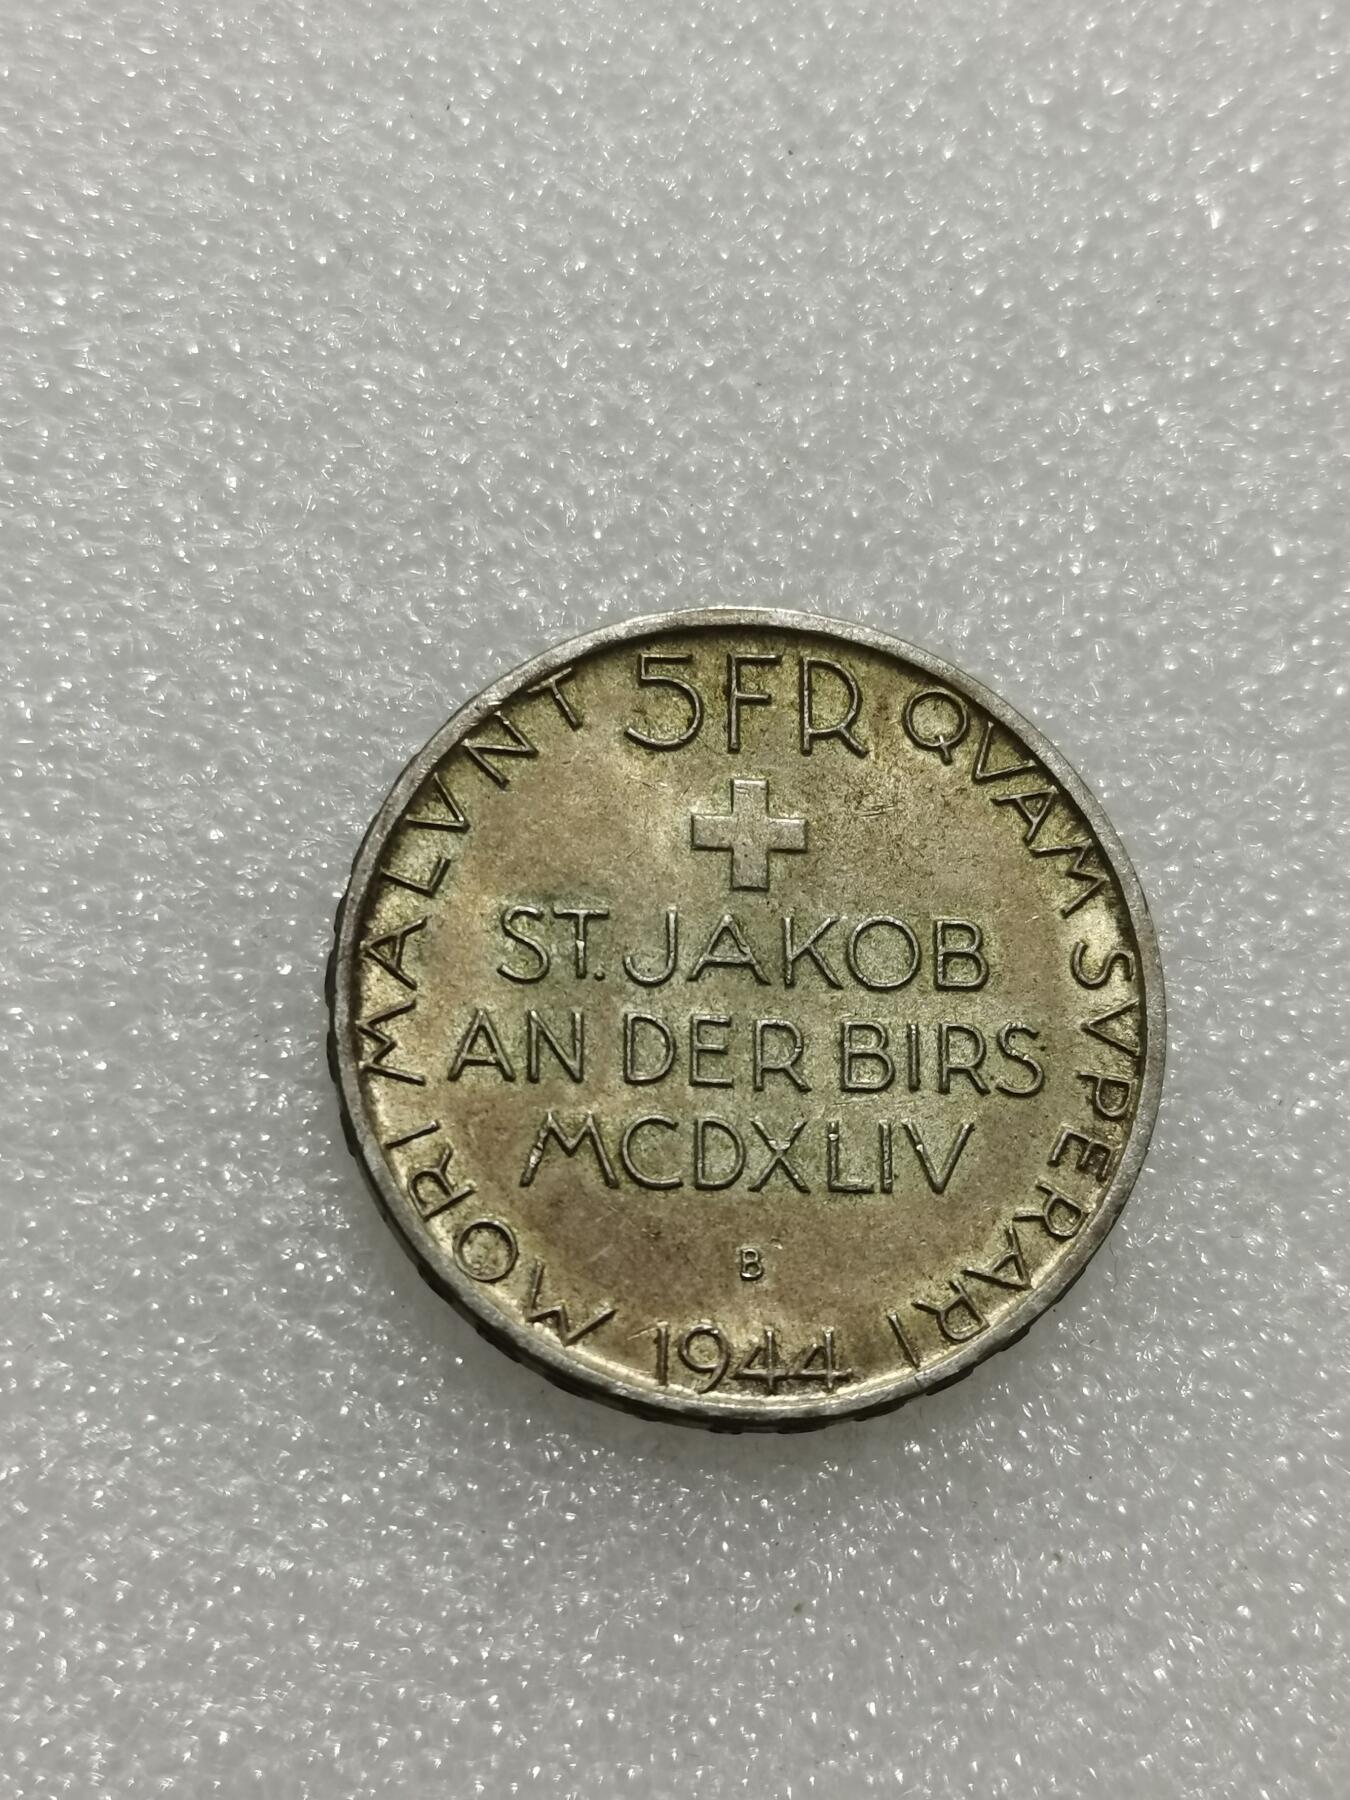 5FR
MORI MALVNT QVAM SVPERARI
ST. JAKOB
AN DER BIRS
MCDXLIV
B
1944